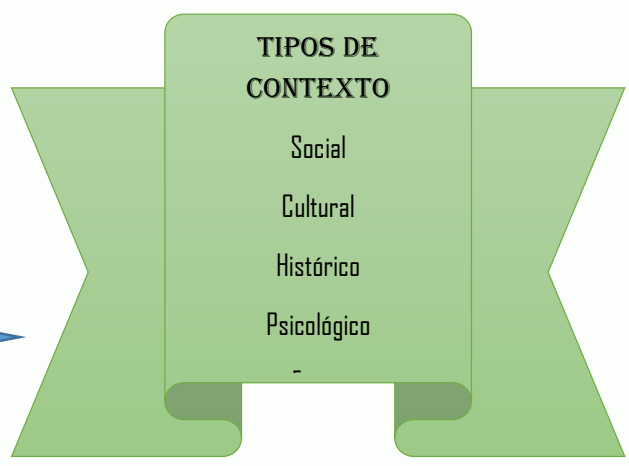 TIPOS DE
CONTEXTO
Social
Cultural
Histórico
Psicológico